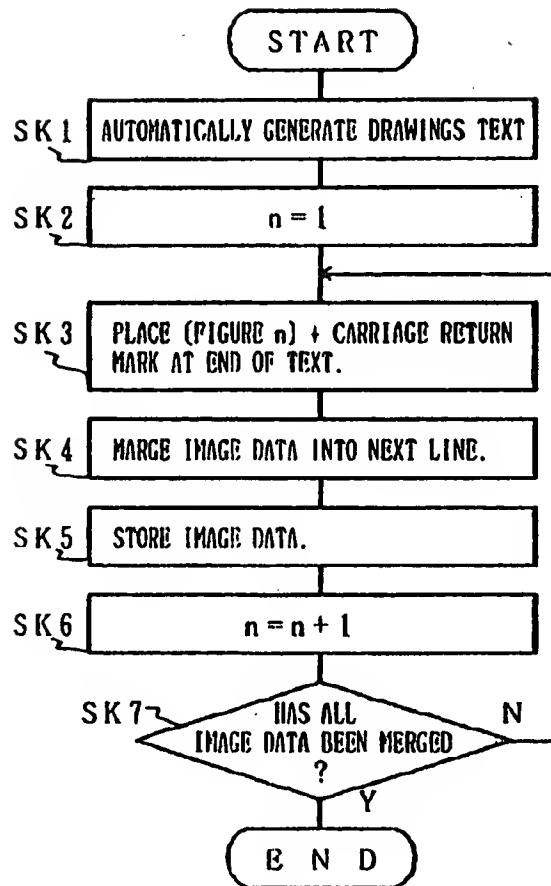 START
SK1 AUTOMATICALLY GENERATE DRAWINGS TEXT
SK2 n = 1
SK3 PLACE (FIGURE n) + CARRIAGE RETURN
MARK AT END OF TEXT.
SK4 MARGE IMAGE DATA INTO NEXT LINE.
SK5 STORE IMAGE DATA.
SK6 n = n + 1
SK7 HAS ALL N
IMAGE DATA BEEN MERGED
?
Y
END